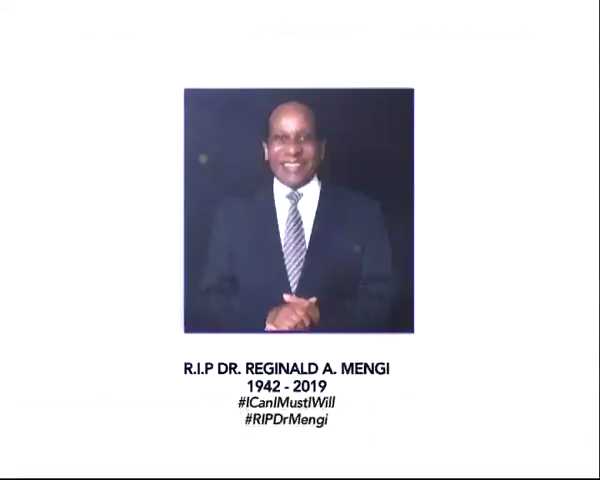 R.I.P DR. REGINALD A. MENGI
1942 - 2019
#ICanIMustIWill
#RIPDrMengi